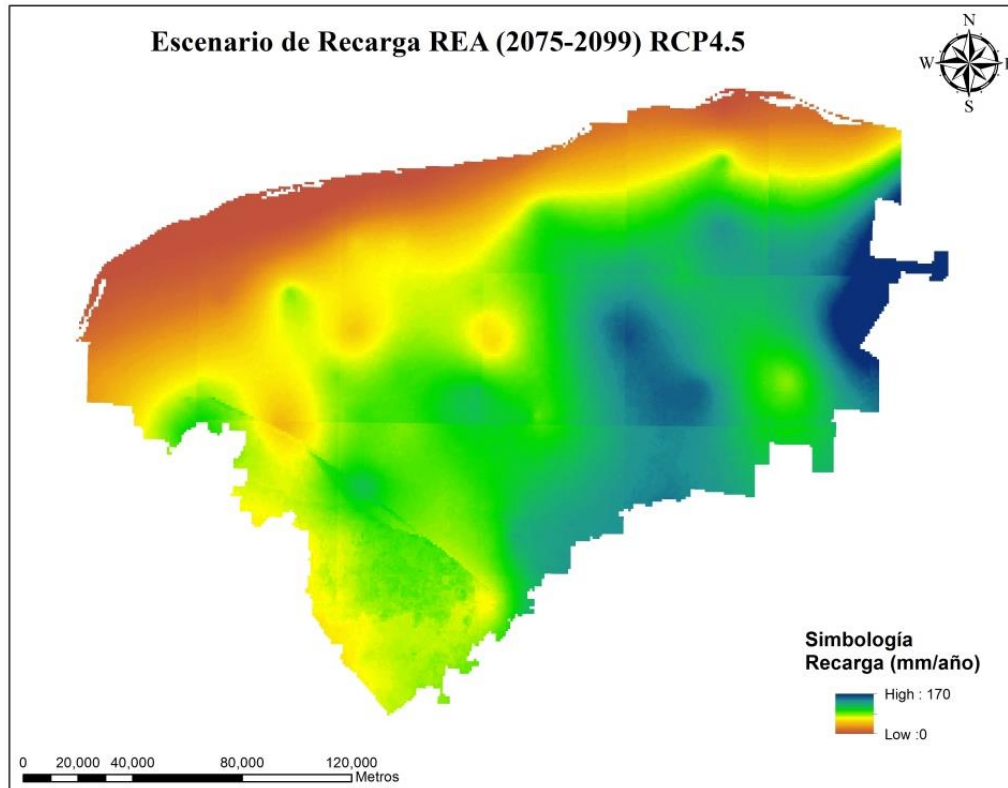 Escenario de Recarga REA (2075-2099) RCP4.5
N
W
S
Simbología
Recarga (mm/año)
High : 170
Low :0
0 20,000 40,000 80,000 120,000
Metros